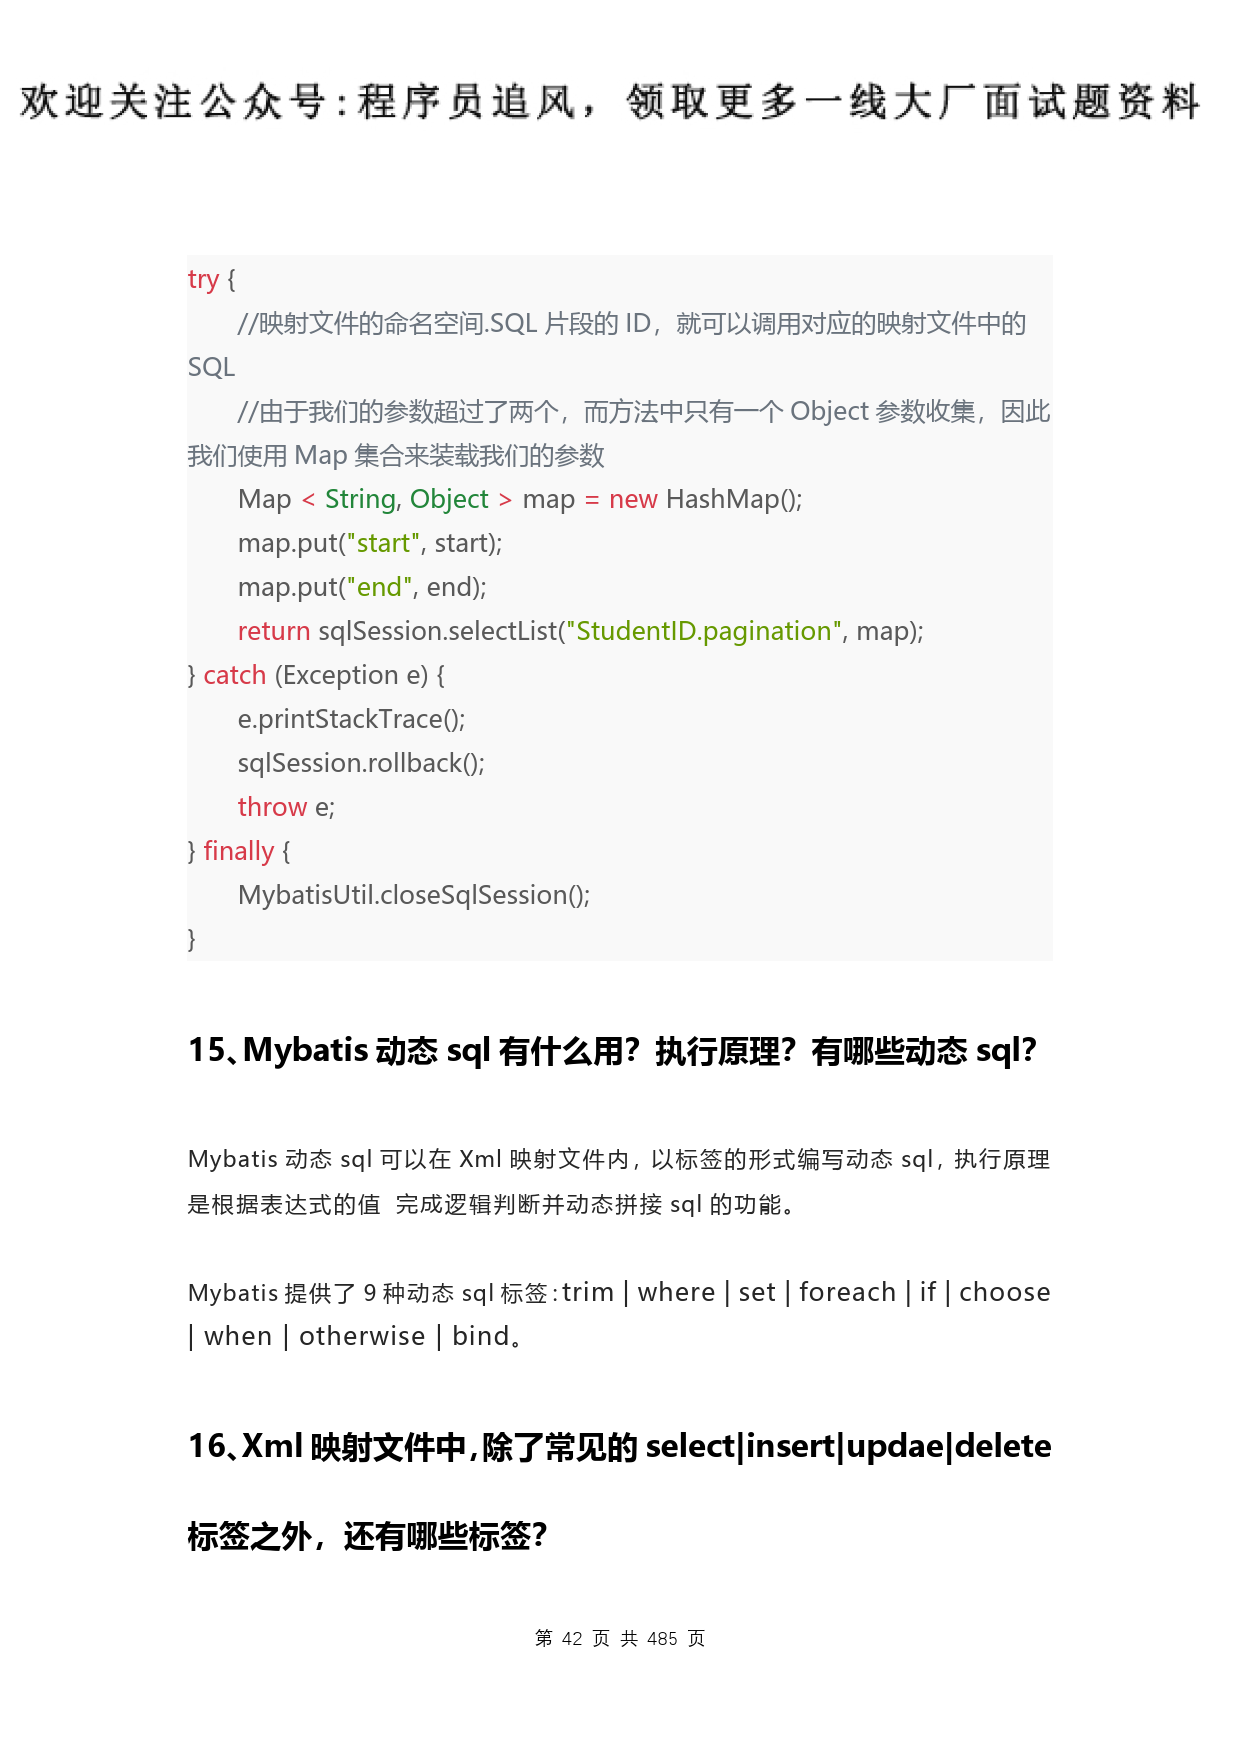 欢迎关注公众号:程序员追风，领取更多一线大厂面试题资料
try {
//映射文件的命名空间.SQL 片段的 ID，就可以调用对应的映射文件中的
SQL
//由于我们的参数超过了两个，而方法中只有一个 Object 参数收集，因此
我们使用 Map 集合来装载我们的参数
Map < String, Object > map = new HashMap();
map.put("start", start);
map.put("end", end);
return sqlSession.selectList("StudentID.pagination", map);
} catch (Exception e) {
e.printStackTrace();
sqlSession.rollback();
throw e;
} finally {
MybatisUtil.closeSqlSession();
}
15、Mybatis 动态 sql 有什么用？执行原理？有哪些动态 sql？
Mybatis 动态 sql 可以在 Xml 映射文件内，以标签的形式编写动态 sql，执行原理
是根据表达式的值 完成逻辑判断并动态拼接 sql 的功能。
Mybatis 提供了 9 种动态 sql 标签：trim | where | set | foreach | if | choose
| when | otherwise | bind。
16、Xml 映射文件中，除了常见的 select|insert|updae|delete
标签之外，还有哪些标签？
第 42 页 共 485 页